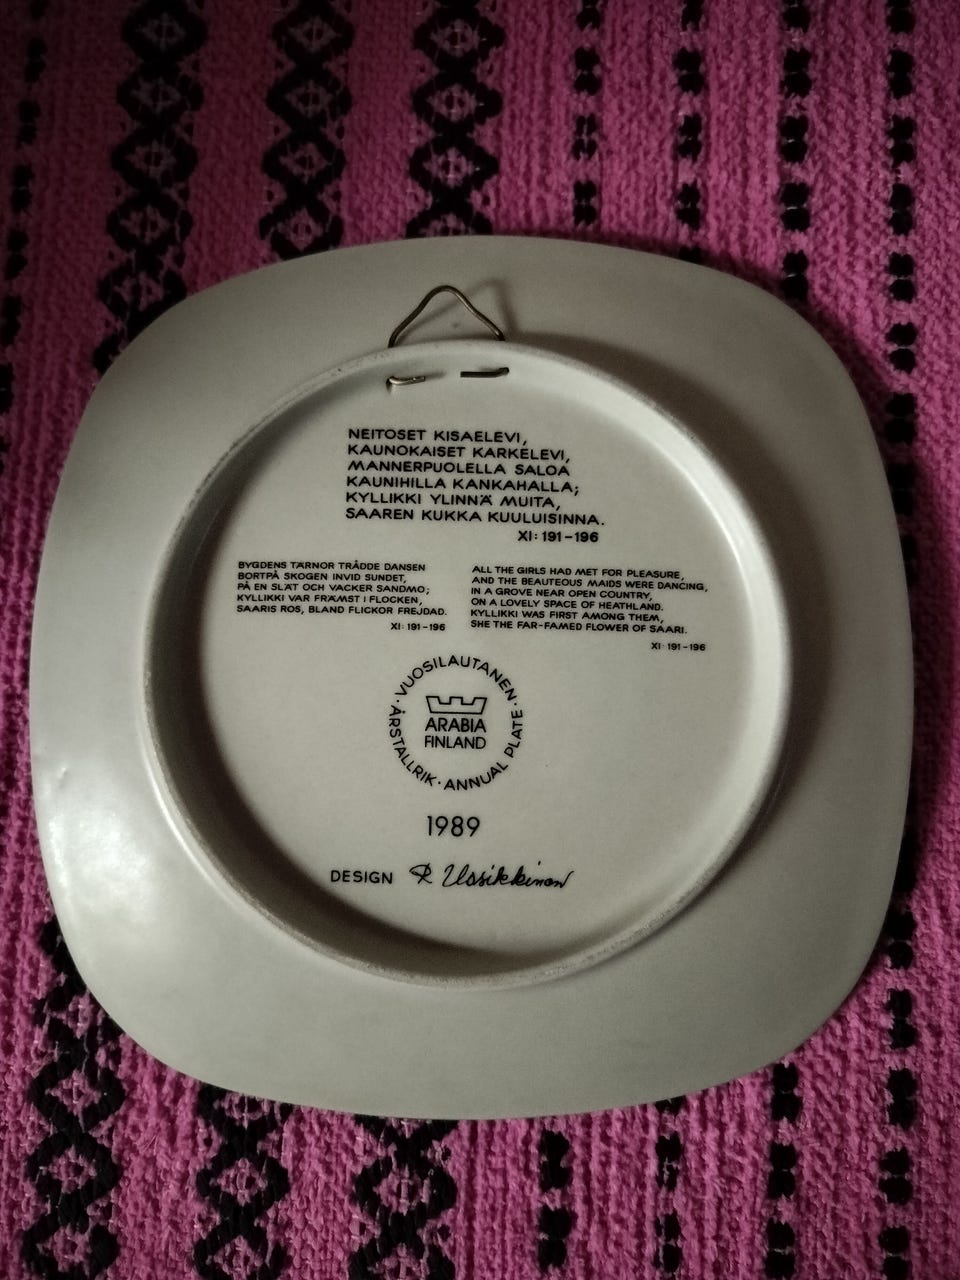 NEITOSET KISAELEVI,
KAUNOKAISET KARKELEVI,
MANNERPUOLELLA SALOA
KAUNIHILLA KANKAHALLA;
KYLLIKKI YLINNÄ MUITA,
SAAREN KUKKA KUULUISINNA.
XI: 191-196
BYGDENS TÄRNOR TRÅDDE DANSEN
BORTPÅ SKOGEN INVID SUNDET,
PÅ EN SLÄT OCH VACKER SANDMO;
KYLLIKKI VAR FRÄMST I FLOCKEN,
SAARIS ROS, BLAND FLICKOR FREJDAD.
XI: 191-196
ALL THE GIRLS HAD MET FOR PLEASURE,
AND THE BEAUTEOUS MAIDS WERE DANCING,
IN A GROVE NEAR OPEN COUNTRY,
ON A LOVELY SPACE OF HEATHLAND.
KYLLIKKI WAS FIRST AMONG THEM,
SHE THE FAR-FAMED FLOWER OF SAARI.
XI: 191-196
· VUOSILAUTANEN · ANNUAL PLATE · ÅRSTALLRIK
ARABIA
FINLAND
1989
DESIGN R Uosikkinen